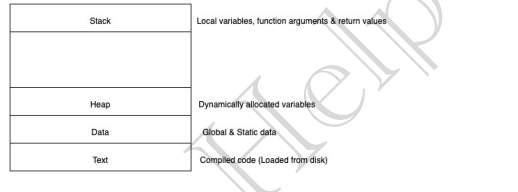 Stack Local variables, function arguments & return values
Heap Dynamically allocated variables
Data Global & Static data
Text Compiled code (Loaded from disk)
Help